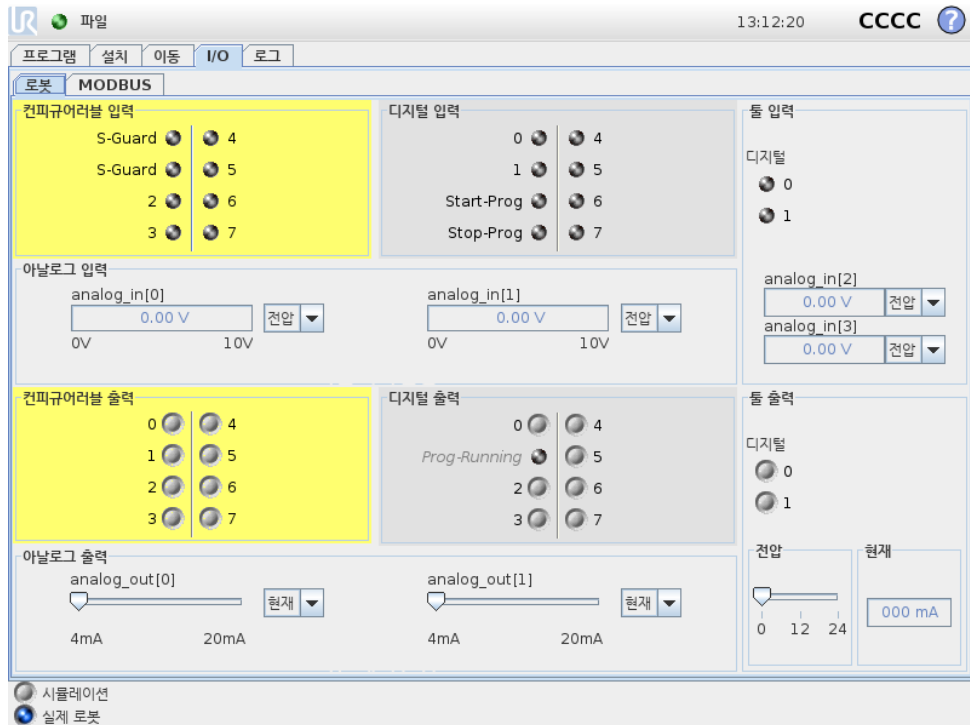 UR 파일 13:12:20 CCCC ?
프로그램 설치 이동 I/O 로그
로봇 MODBUS
컨피규어러블 입력
S-Guard 4
S-Guard 5
2 6
3 7
디지털 입력
0 4
1 5
Start-Prog 6
Stop-Prog 7
툴 입력
디지털
0
1
analog_in[2]
0.00 V 전압
analog_in[3]
0.00 V 전압
아날로그 입력
analog_in[0]
0.00 V 전압
0V 10V
analog_in[1]
0.00 V 전압
0V 10V
컨피규어러블 출력
0 4
1 5
2 6
3 7
디지털 출력
0 4
Prog-Running 5
2 6
3 7
툴 출력
디지털
0
1
전압
0 12 24
현재
000 mA
아날로그 출력
analog_out[0]
현재
4mA 20mA
analog_out[1]
현재
4mA 20mA
시뮬레이션
실제 로봇